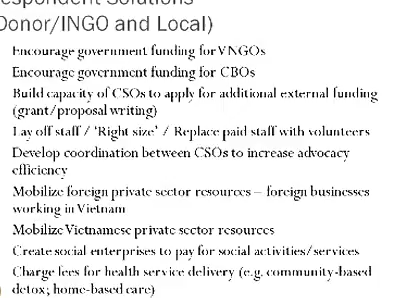 espondent Solutions
Donor/INGO and Local)
Encourage government funding for VNGOs
Encourage government funding for CBOs
Build capacity of CSOs to apply for additional external funding
(grant/proposal writing)
Lay off staff / 'Right size' / Replace paid staff with volunteers
Develop coordination between CSOs to increase advocacy
efficiency
Mobilize foreign private sector resources – foreign businesses
working in Vietnam
Mobilize Vietnamese private sector resources
Create social enterprises to pay for social activities/services
Charge fees for health service delivery (e.g. community-based
detox; home-based care)